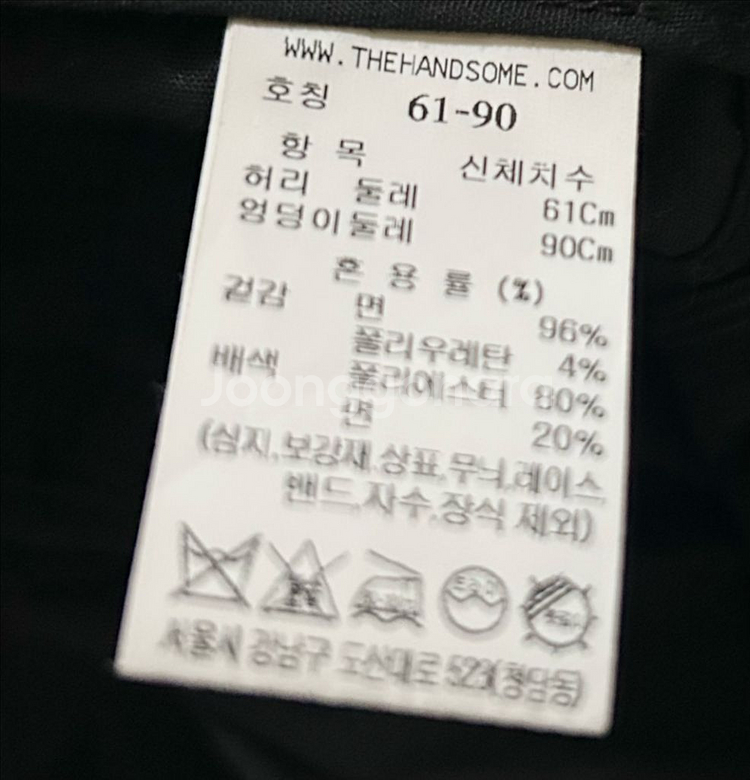 WWW.THEHANDSOME.COM
호칭 61-90
항 목 신체치수
허리 둘레 61Cm
엉덩이둘레 90Cm
혼 용 률 (%)
겉감 면 96%
폴리우레탄 4%
배색 폴리에스터 80%
면 20%
(심지,보강재,상표,무늬,레이스,
밴드,자수,장식 제외)
서울시 강남구 도산대로 523(청담동)